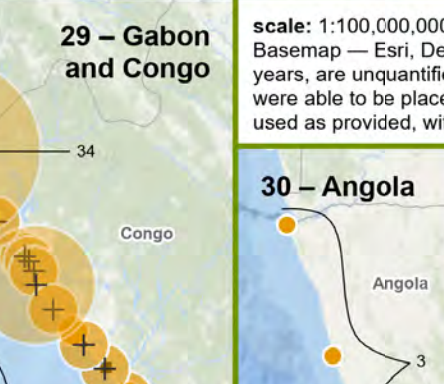 29 – Gabon
and Congo
34
Congo
scale: 1:100,000,000
Basemap — Esri, De
years, are unquantifi
were able to be place
used as provided, wi
30 – Angola
Angola
3